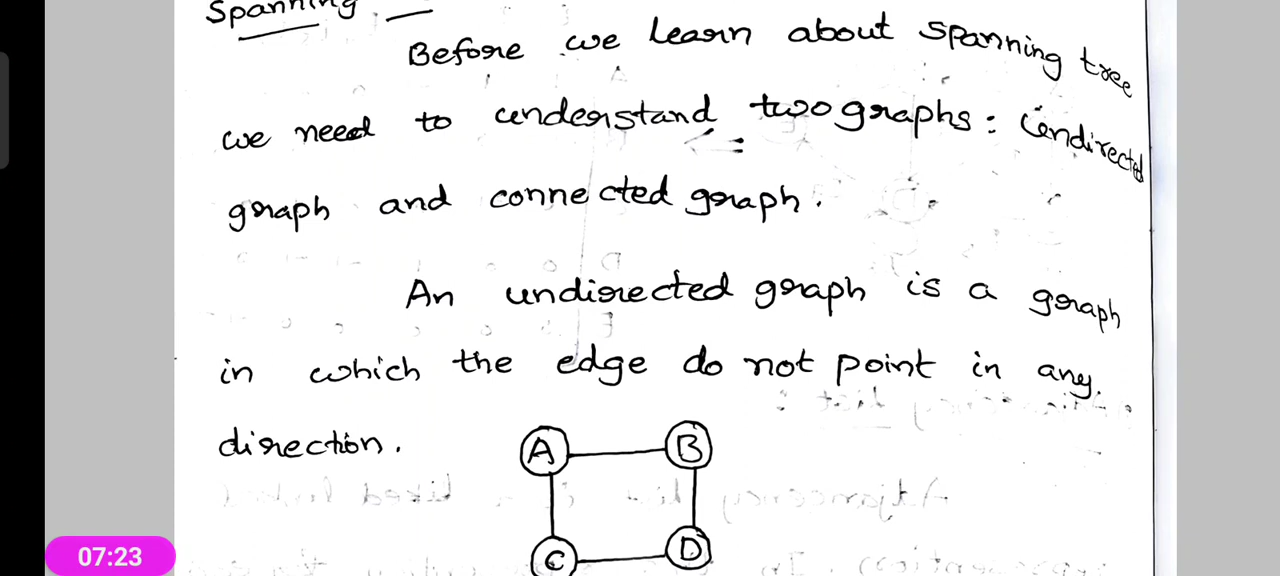 Spanning
Before we learn about spanning tree
we need to understand two graphs: undirected
graph and connected graph.
An undirected graph is a graph
in which the edge do not point in any.
direction.
A B
C D
07:23